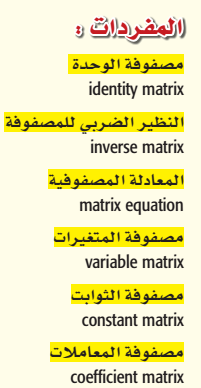 المفردات :
مصفوفة الوحدة
identity matrix
النظير الضربي للمصفوفة
inverse matrix
المعادلة المصفوفية
matrix equation
مصفوفة المتغيرات
variable matrix
مصفوفة الثوابت
constant matrix
مصفوفة المعاملات
coefficient matrix